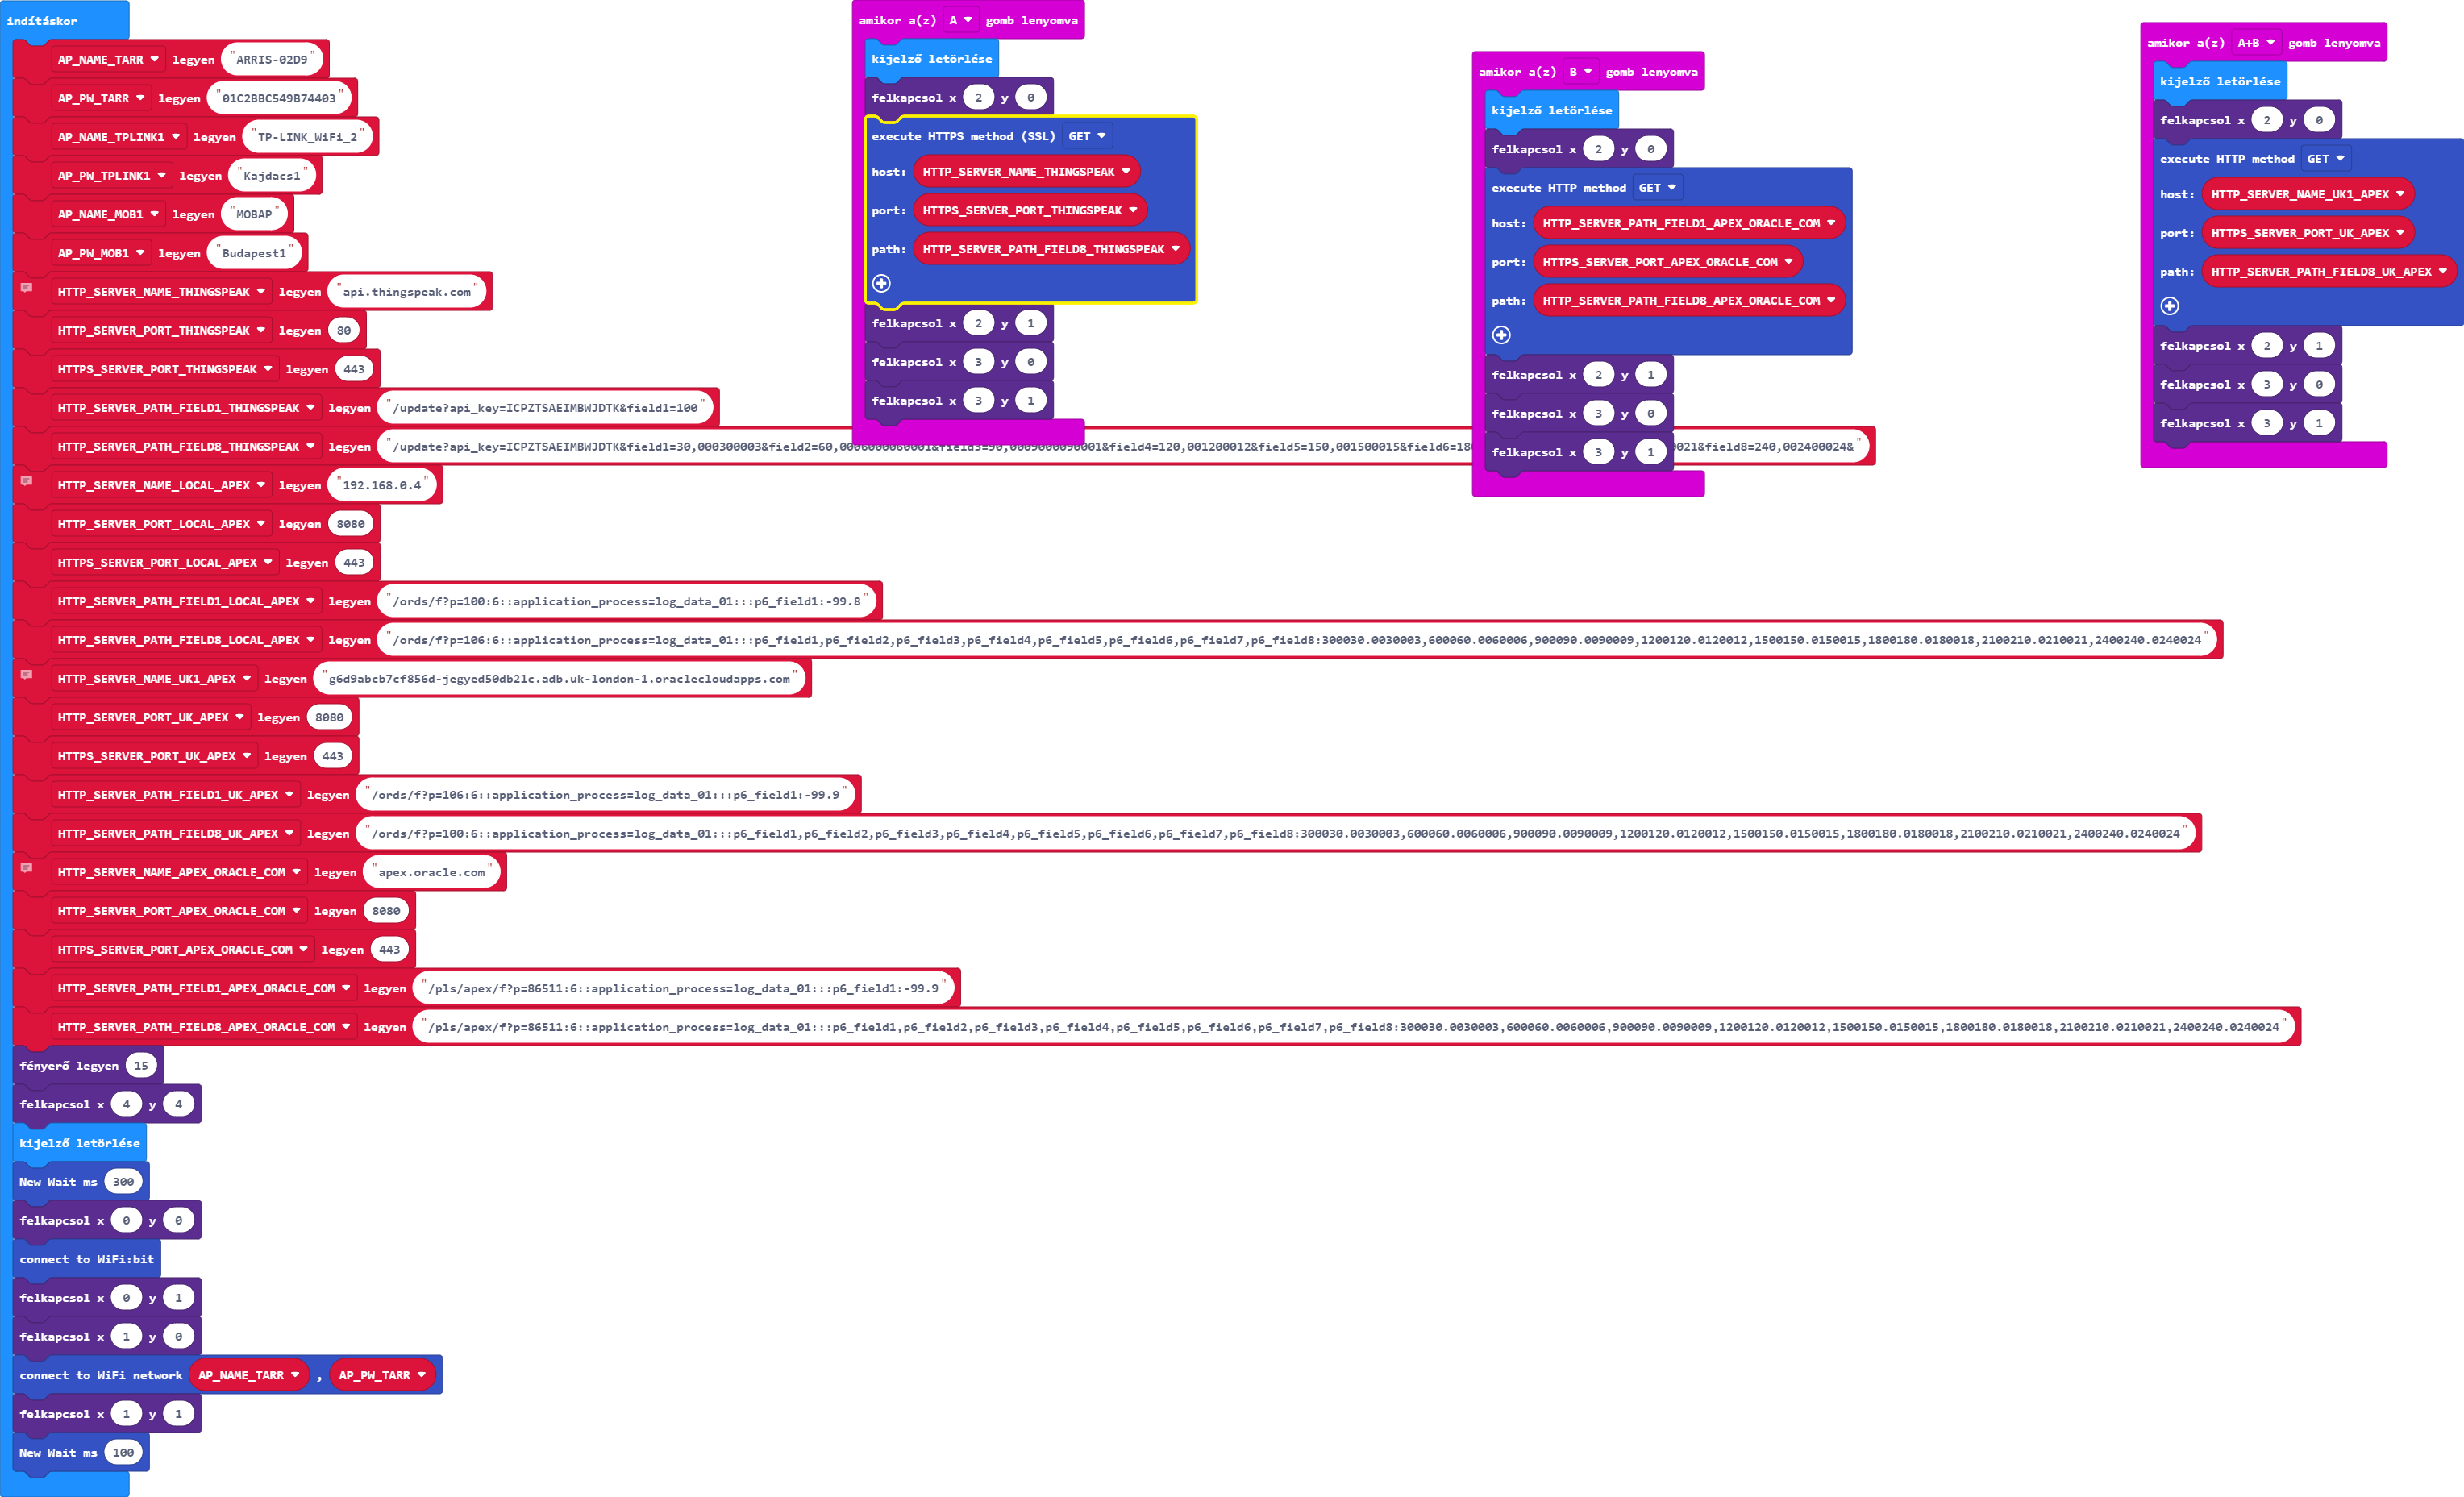 indításkor
AP_NAME_TARR legyen "ARRIS-02D9"
AP_PW_TARR legyen "01C2BBC549B74403"
AP_NAME_TPLINK1 legyen "TP-LINK_WiFi_2"
AP_PW_TPLINK1 legyen "Kajdacs1"
AP_NAME_MOB1 legyen "MOBAP"
AP_PW_MOB1 legyen "Budapest1"
HTTP_SERVER_NAME_THINGSPEAK legyen "api.thingspeak.com"
HTTP_SERVER_PORT_THINGSPEAK legyen 80
HTTPS_SERVER_PORT_THINGSPEAK legyen 443
HTTP_SERVER_PATH_FIELD1_THINGSPEAK legyen "/update?api_key=ICPZTSAEIMBWJDTK&field1=100"
HTTP_SERVER_PATH_FIELD8_THINGSPEAK legyen "/update?api_key=ICPZTSAEIMBWJDTK&field1=30,000300003&field2=60,0006000060001&field3=90,0009000090001&field4=120,001200012&field5=150,001500015&field6=18 0021&field8=240,002400024&"
HTTP_SERVER_NAME_LOCAL_APEX legyen "192.168.0.4"
HTTP_SERVER_PORT_LOCAL_APEX legyen 8080
HTTPS_SERVER_PORT_LOCAL_APEX legyen 443
HTTP_SERVER_PATH_FIELD1_LOCAL_APEX legyen "/ords/f?p=100:6::application_process=log_data_01:::p6_field1:-99.8"
HTTP_SERVER_PATH_FIELD8_LOCAL_APEX legyen "/ords/f?p=106:6::application_process=log_data_01:::p6_field1,p6_field2,p6_field3,p6_field4,p6_field5,p6_field6,p6_field7,p6_field8:300030.0030003,600060.0060006,900090.0090009,1200120.0120012,1500150.0150015,1800180.0180018,2100210.0210021,2400240.0240024"
HTTP_SERVER_NAME_UK1_APEX legyen "g6d9abcb7cf856d-jegyed50db21c.adb.uk-london-1.oraclecloudapps.com"
HTTP_SERVER_PORT_UK_APEX legyen 8080
HTTPS_SERVER_PORT_UK_APEX legyen 443
HTTP_SERVER_PATH_FIELD1_UK_APEX legyen "/ords/f?p=106:6::application_process=log_data_01:::p6_field1:-99.9"
HTTP_SERVER_PATH_FIELD8_UK_APEX legyen "/ords/f?p=100:6::application_process=log_data_01:::p6_field1,p6_field2,p6_field3,p6_field4,p6_field5,p6_field6,p6_field7,p6_field8:300030.0030003,600060.0060006,900090.0090009,1200120.0120012,1500150.0150015,1800180.0180018,2100210.0210021,2400240.0240024"
HTTP_SERVER_NAME_APEX_ORACLE_COM legyen "apex.oracle.com "
HTTP_SERVER_PORT_APEX_ORACLE_COM legyen 8080
HTTPS_SERVER_PORT_APEX_ORACLE_COM legyen 443
HTTP_SERVER_PATH_FIELD1_APEX_ORACLE_COM legyen "/pls/apex/f?p=86511:6::application_process=log_data_01:::p6_field1:-99.9"
HTTP_SERVER_PATH_FIELD8_APEX_ORACLE_COM legyen "/pls/apex/f?p=86511:6::application_process=log_data_01:::p6_field1,p6_field2,p6_field3,p6_field4,p6_field5,p6_field6,p6_field7,p6_field8:300030.0030003,600060.0060006,900090.0090009,1200120.0120012,1500150.0150015,1800180.0180018,2100210.0210021,2400240.0240024"
fényerő legyen 15
felkapcsol x 4 y 4
kijelző letörlése
New Wait ms 300
felkapcsol x 0 y 0
connect to WiFi:bit
felkapcsol x 0 y 1
felkapcsol x 1 y 0
connect to WiFi network AP_NAME_TARR , AP_PW_TARR
felkapcsol x 1 y 1
New Wait ms 100
amikor a(z) A gomb lenyomva
kijelző letörlése
felkapcsol x 2 y 0
execute HTTPS method (SSL) GET
host: HTTP_SERVER_NAME_THINGSPEAK
port: HTTPS_SERVER_PORT_THINGSPEAK
path: HTTP_SERVER_PATH_FIELD8_THINGSPEAK
felkapcsol x 2 y 1
felkapcsol x 3 y 0
felkapcsol x 3 y 1
amikor a(z) B gomb lenyomva
kijelző letörlése
felkapcsol x 2 y 0
execute HTTP method GET
host: HTTP_SERVER_PATH_FIELD1_APEX_ORACLE_COM
port: HTTPS_SERVER_PORT_APEX_ORACLE_COM
path: HTTP_SERVER_PATH_FIELD8_APEX_ORACLE_COM
felkapcsol x 2 y 1
felkapcsol x 3 y 0
felkapcsol x 3 y 1
amikor a(z) A+B gomb lenyomva
kijelző letörlése
felkapcsol x 2 y 0
execute HTTP method GET
host: HTTP_SERVER_NAME_UK1_APEX
port: HTTPS_SERVER_PORT_UK_APEX
path: HTTP_SERVER_PATH_FIELD8_UK_APEX
felkapcsol x 2 y 1
felkapcsol x 3 y 0
felkapcsol x 3 y 1